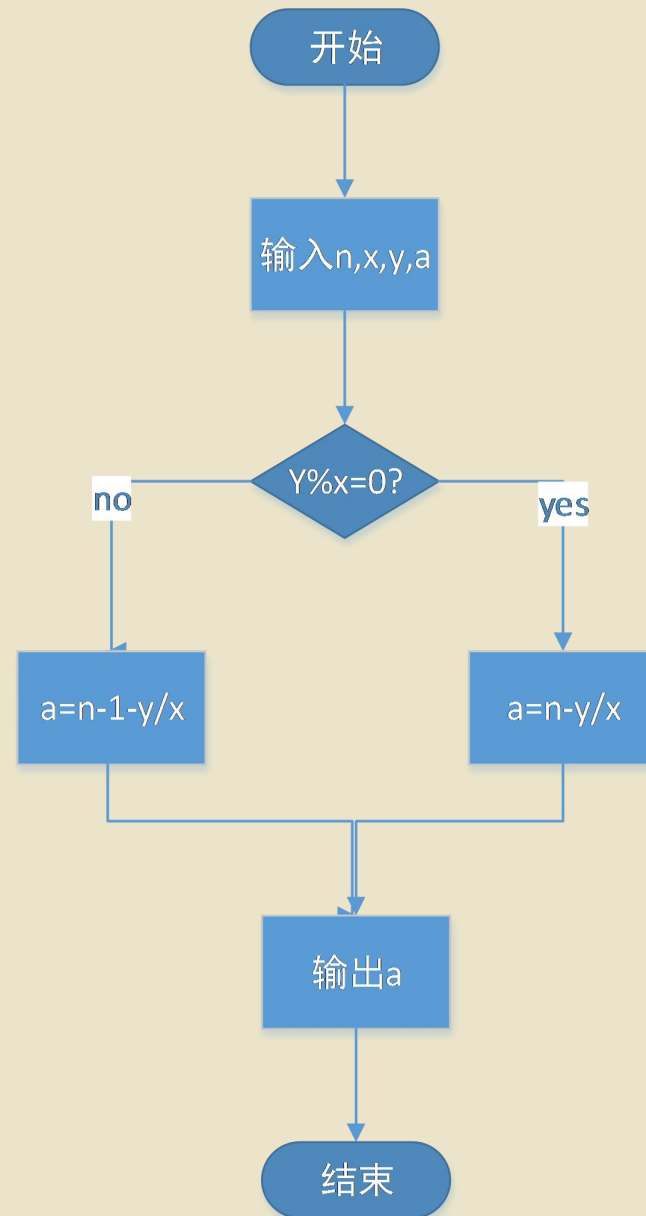 开始
输入n,x,y,a
Y%x=0?
no
yes
a=n-1-y/x
a=n-y/x
输出a
结束